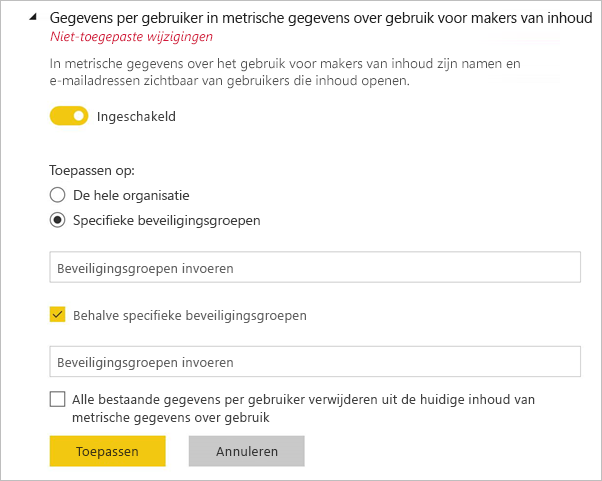 Gegevens per gebruiker in metrische gegevens over gebruik voor makers van inhoud
Niet-toegepaste wijzigingen
In metrische gegevens over het gebruik voor makers van inhoud zijn namen en
e-mailadressen zichtbaar van gebruikers die inhoud openen.
Ingeschakeld
Toepassen op:
De hele organisatie
Specifieke beveiligingsgroepen
Beveiligingsgroepen invoeren
Behalve specifieke beveiligingsgroepen
Beveiligingsgroepen invoeren
Alle bestaande gegevens per gebruiker verwijderen uit de huidige inhoud van
metrische gegevens over gebruik
Toepassen
Annuleren